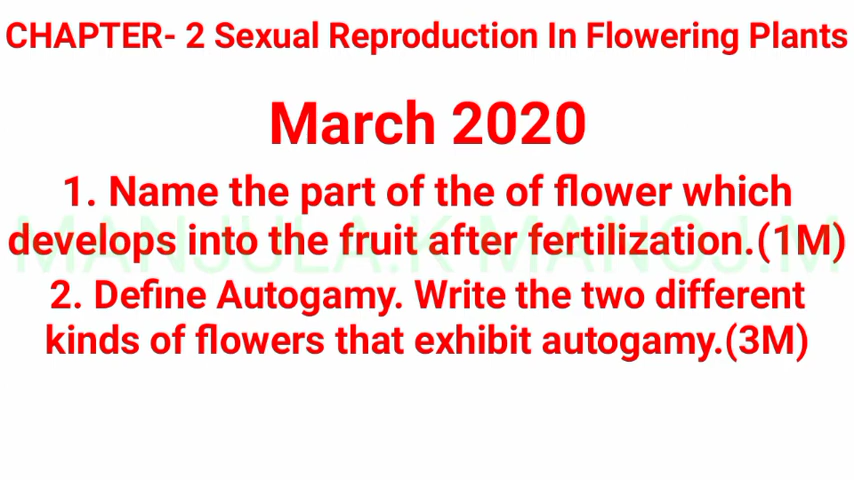 CHAPTER- 2 Sexual Reproduction In Flowering Plants
March 2020
1. Name the part of the of flower which
develops into the fruit after fertilization.(1M)
MANJULA.K MANOJ.M
2. Define Autogamy. Write the two different
kinds of flowers that exhibit autogamy.(3M)